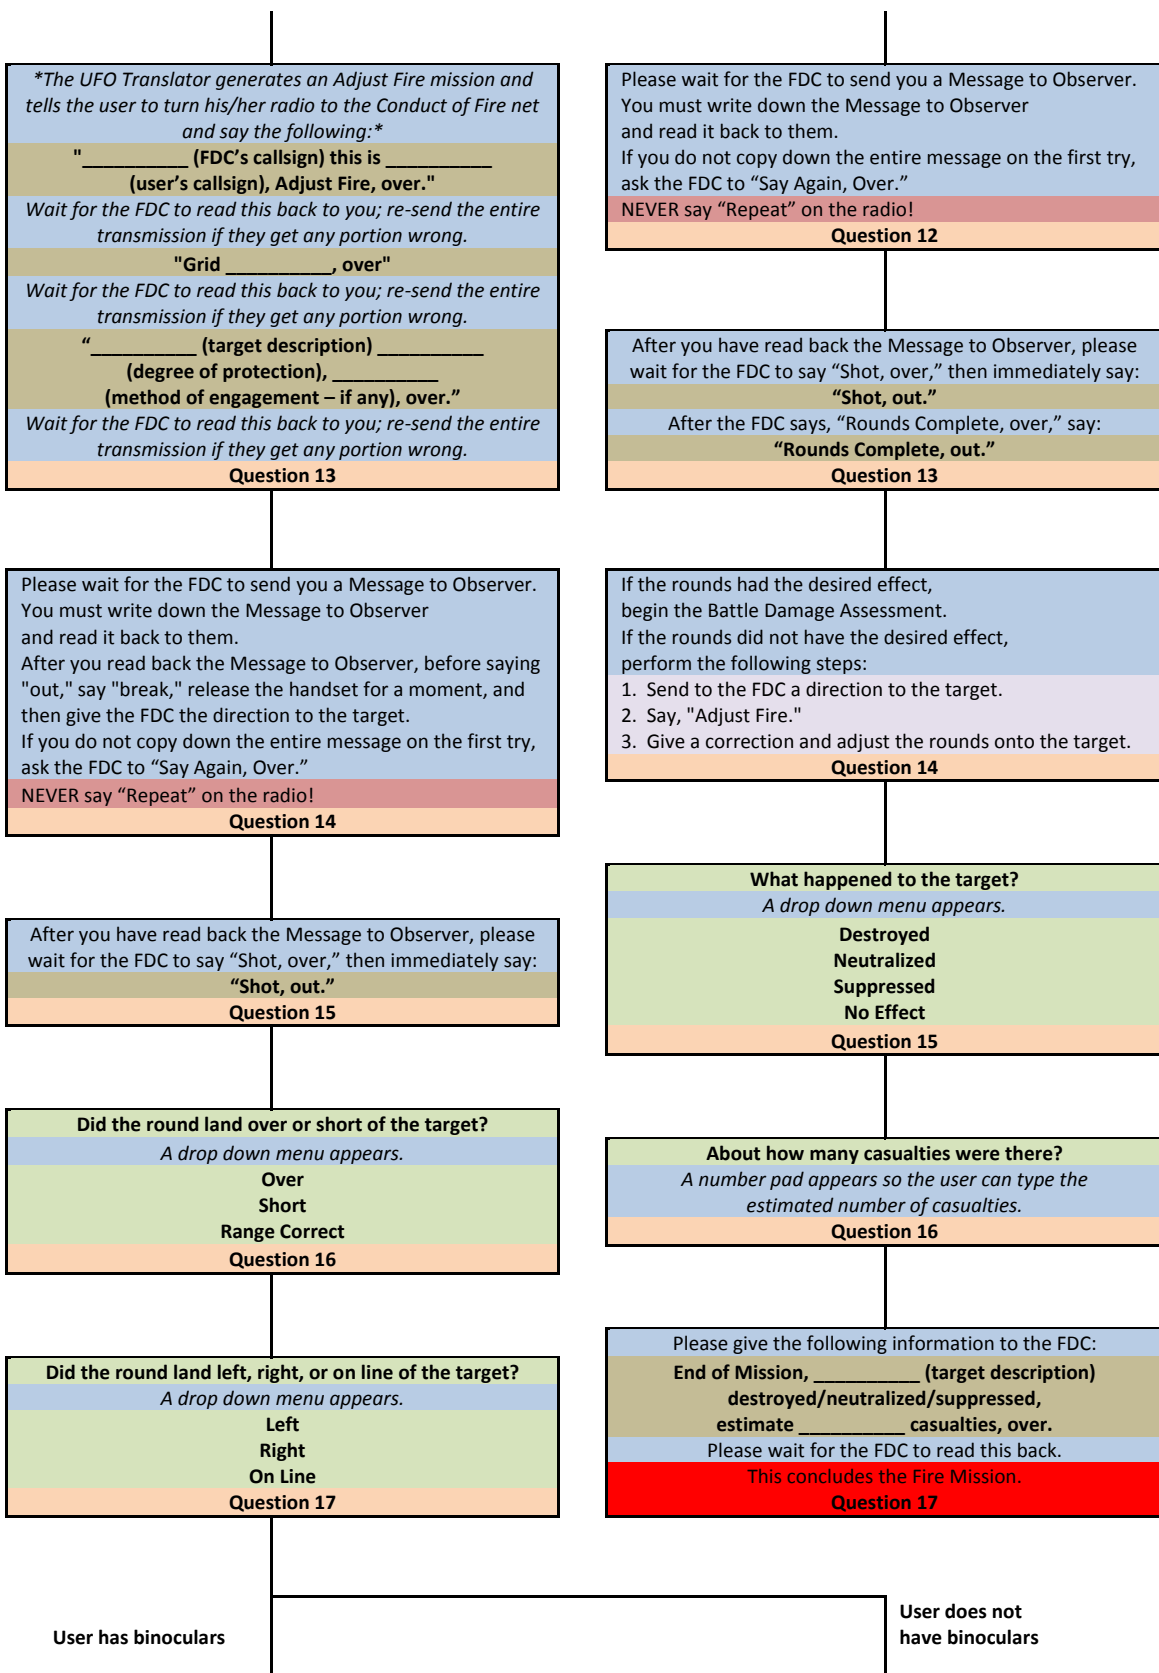 *The UFO Translator generates an Adjust Fire mission and
tells the user to turn his/her radio to the Conduct of Fire net
and say the following:*
"__________ (FDC's callsign) this is __________
(user's callsign), Adjust Fire, over."
Wait for the FDC to read this back to you; re-send the entire
transmission if they get any portion wrong.
"Grid __________, over"
Wait for the FDC to read this back to you; re-send the entire
transmission if they get any portion wrong.
“__________ (target description) __________
(degree of protection), __________
(method of engagement – if any), over.”
Wait for the FDC to read this back to you; re-send the entire
transmission if they get any portion wrong.
Question 13
Please wait for the FDC to send you a Message to Observer.
You must write down the Message to Observer
and read it back to them.
After you read back the Message to Observer, before saying
"out," say "break," release the handset for a moment, and
then give the FDC the direction to the target.
If you do not copy down the entire message on the first try,
ask the FDC to “Say Again, Over.”
NEVER say “Repeat” on the radio!
Question 14
After you have read back the Message to Observer, please
wait for the FDC to say “Shot, over,” then immediately say:
“Shot, out.”
Question 15
Did the round land over or short of the target?
A drop down menu appears.
Over
Short
Range Correct
Question 16
Did the round land left, right, or on line of the target?
A drop down menu appears.
Left
Right
On Line
Question 17
User has binoculars
Please wait for the FDC to send you a Message to Observer.
You must write down the Message to Observer
and read it back to them.
If you do not copy down the entire message on the first try,
ask the FDC to “Say Again, Over.”
NEVER say “Repeat” on the radio!
Question 12
After you have read back the Message to Observer, please
wait for the FDC to say “Shot, over,” then immediately say:
“Shot, out.”
After the FDC says, “Rounds Complete, over,” say:
“Rounds Complete, out.”
Question 13
If the rounds had the desired effect,
begin the Battle Damage Assessment.
If the rounds did not have the desired effect,
perform the following steps:
1. Send to the FDC a direction to the target.
2. Say, "Adjust Fire."
3. Give a correction and adjust the rounds onto the target.
Question 14
What happened to the target?
A drop down menu appears.
Destroyed
Neutralized
Suppressed
No Effect
Question 15
About how many casualties were there?
A number pad appears so the user can type the
estimated number of casualties.
Question 16
Please give the following information to the FDC:
End of Mission, __________ (target description)
destroyed/neutralized/suppressed,
estimate __________ casualties, over.
Please wait for the FDC to read this back.
This concludes the Fire Mission.
Question 17
User does not
have binoculars